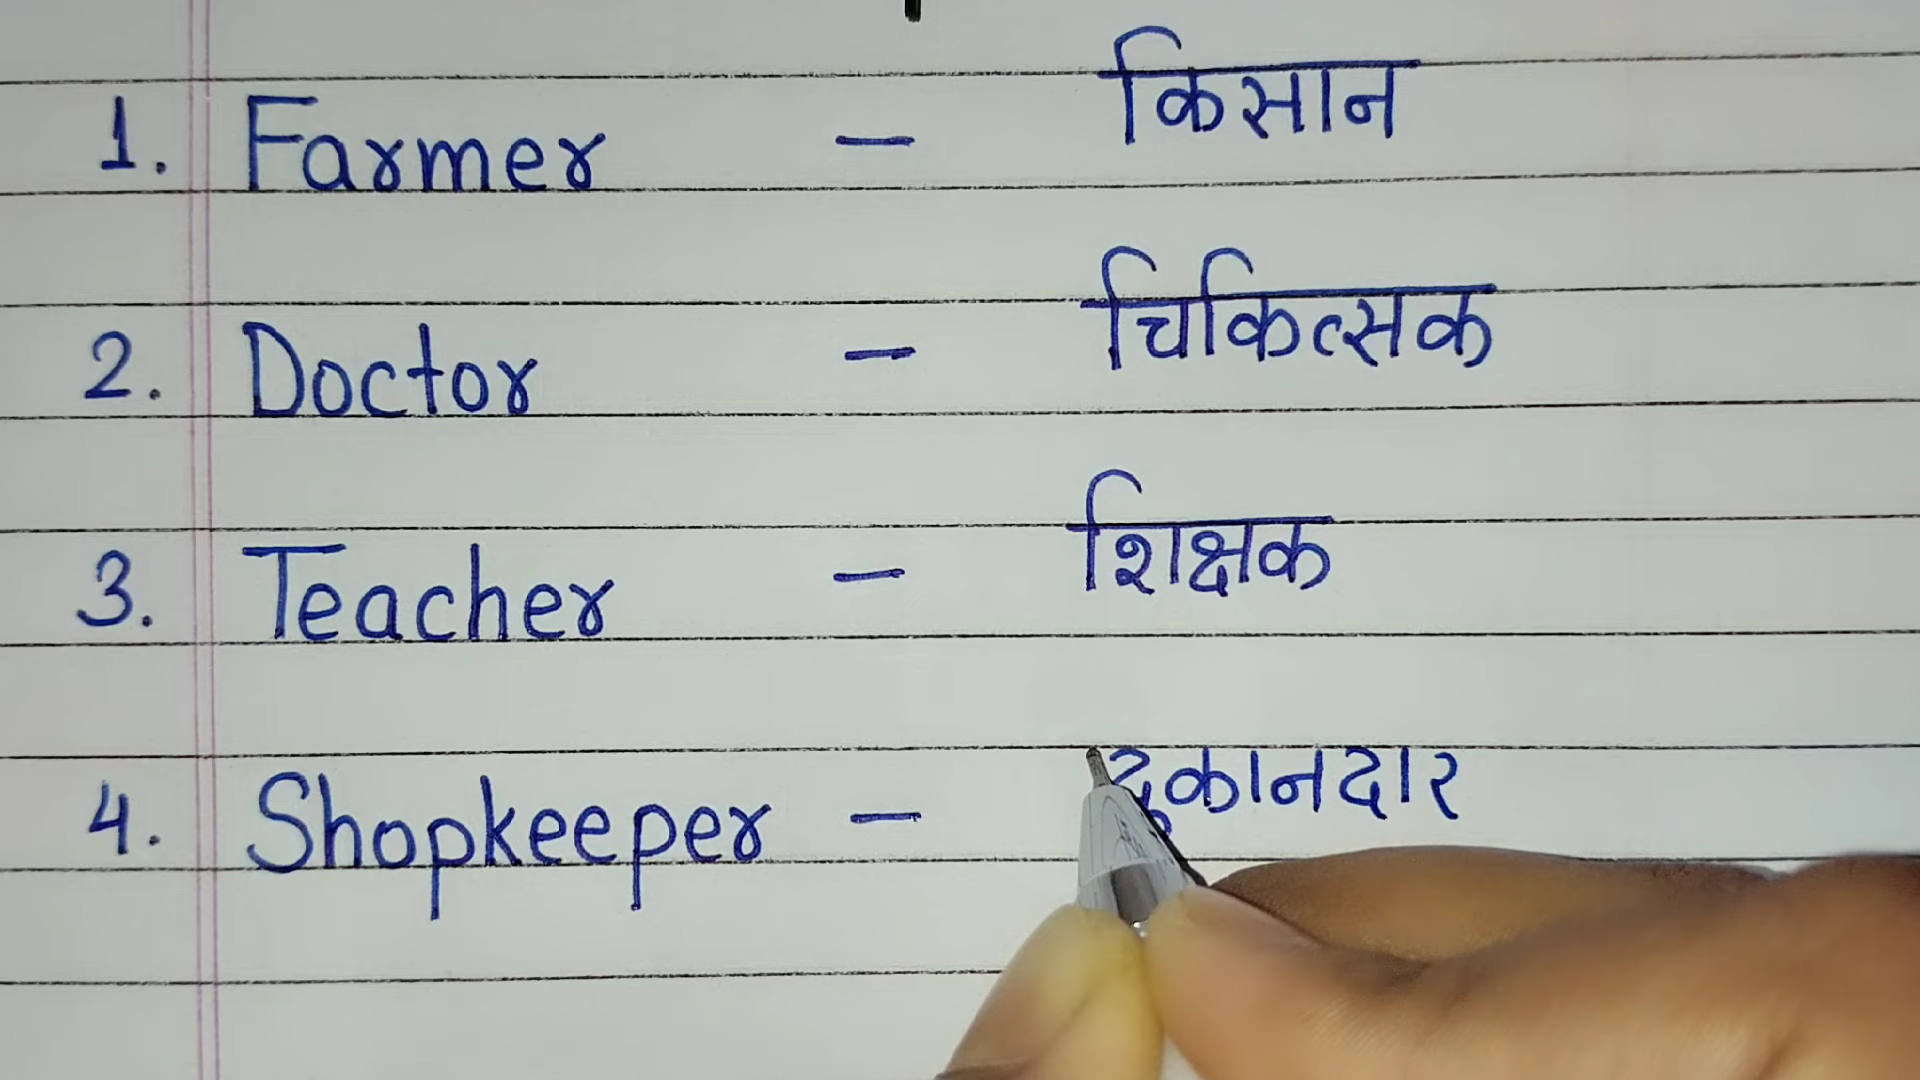 1. Farmer – किसान
2. Doctor – चिकित्सक
3. Teacher – शिक्षक
4. Shopkeeper – दुकानदार